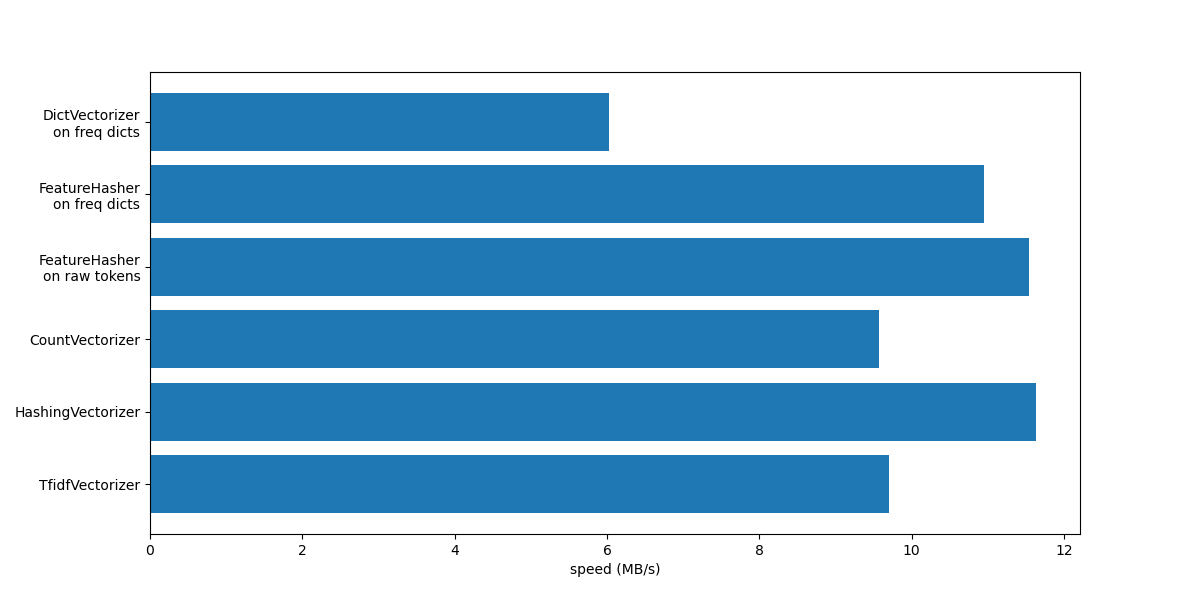 DictVectorizer
on freq dicts
FeatureHasher
on freq dicts
FeatureHasher
on raw tokens
CountVectorizer
HashingVectorizer
TfidfVectorizer
0 2 4 6 8 10 12
speed (MB/s)